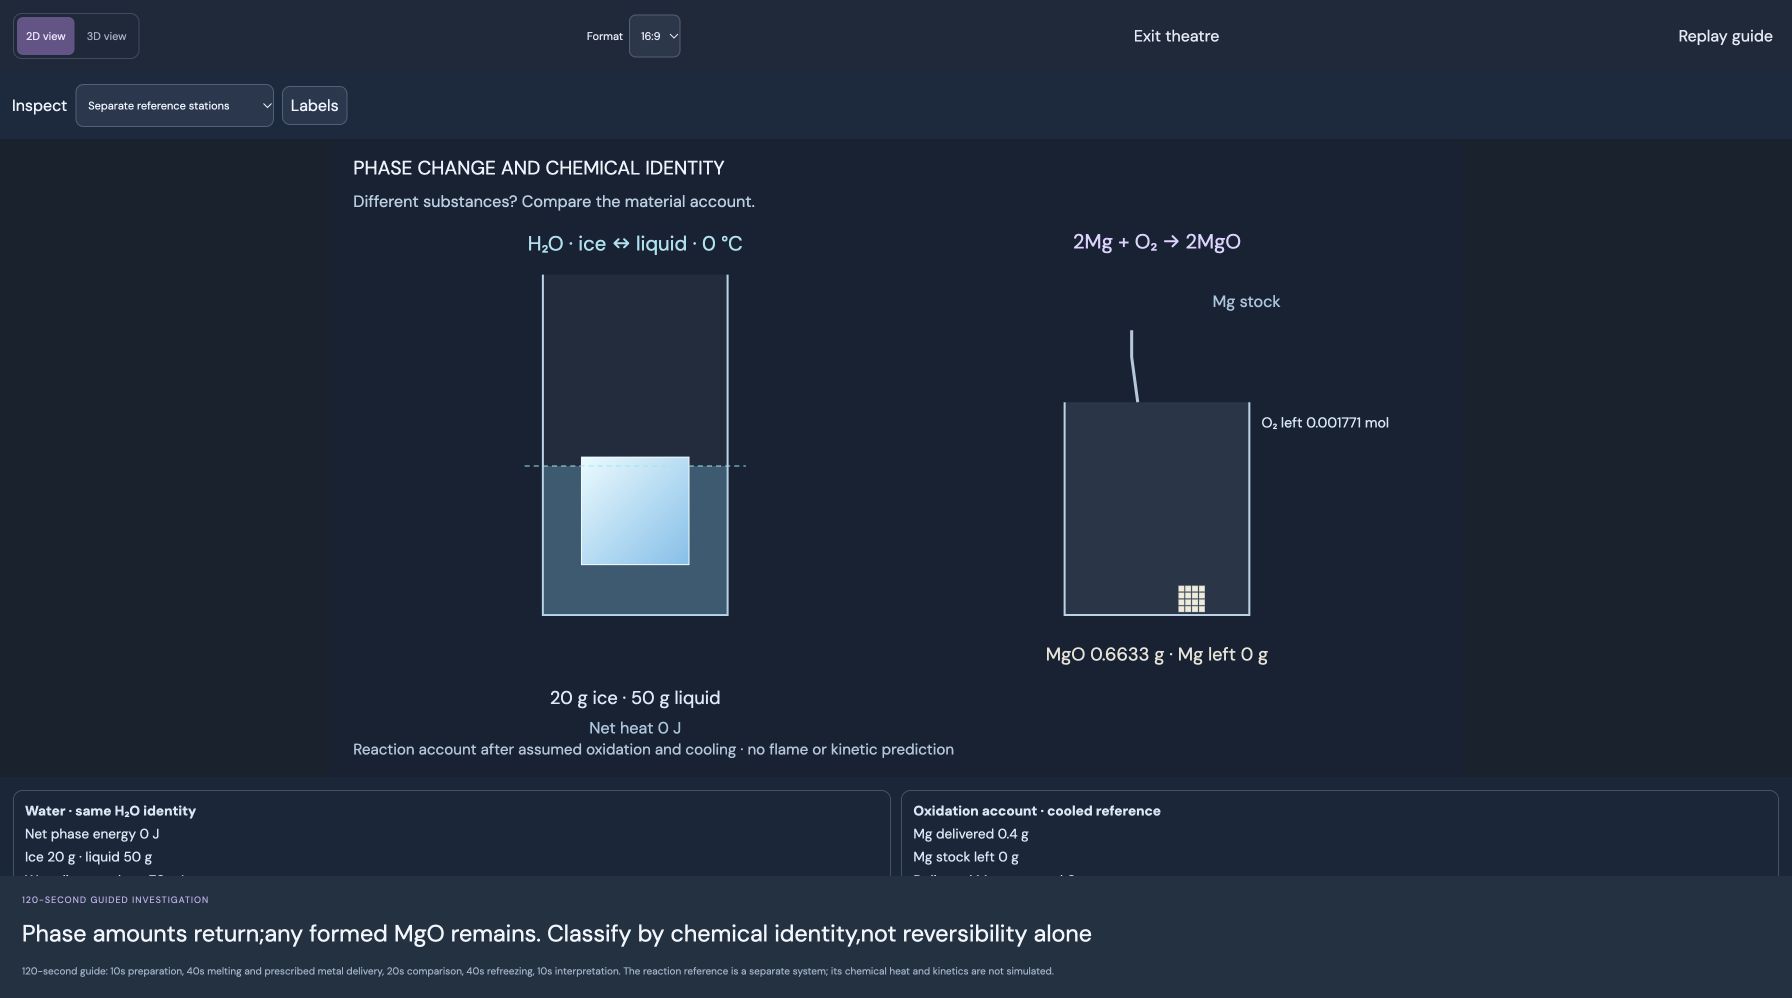 2D view
3D view
Format
16:9
Exit theatre
Replay guide
Inspect
Separate reference stations
Labels
PHASE CHANGE AND CHEMICAL IDENTITY
Different substances? Compare the material account.
H₂O · ice ↔ liquid · 0 °C
2Mg + O₂ → 2MgO
Mg stock
O₂ left 0.001771 mol
MgO 0.6633 g · Mg left 0 g
20 g ice · 50 g liquid
Net heat 0 J
Reaction account after assumed oxidation and cooling · no flame or kinetic prediction
Water · same H₂O identity
Net phase energy 0 J
Ice 20 g · liquid 50 g
Oxidation account · cooled reference
Mg delivered 0.4 g
Mg stock left 0 g
120-SECOND GUIDED INVESTIGATION
Phase amounts return;any formed MgO remains. Classify by chemical identity,not reversibility alone
120-second guide: 10s preparation, 40s melting and prescribed metal delivery, 20s comparison, 40s refreezing, 10s interpretation. The reaction reference is a separate system; its chemical heat and kinetics are not simulated.